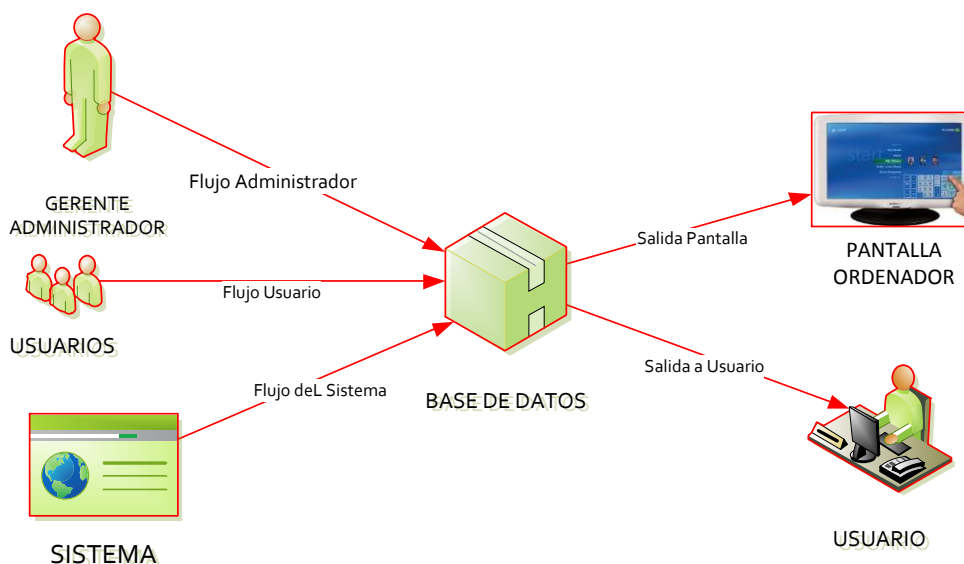 GERENTE
ADMINISTRADOR
Flujo Administrador
USUARIOS
Flujo Usuario
SISTEMA
Flujo deL Sistema
BASE DE DATOS
Salida Pantalla
PANTALLA
ORDENADOR
Salida a Usuario
USUARIO
start